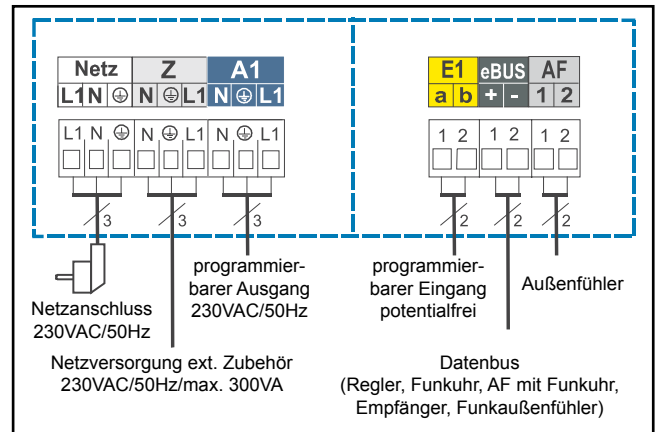 Netz Z A1
L1 N ⏚ N ⏚ L1 N ⏚ L1
L1 N ⏚ N ⏚ L1 N ⏚ L1
3 3 3
programmier-
barer Ausgang
230VAC/50Hz
Netzanschluss
230VAC/50Hz
Netzversorgung ext. Zubehör
230VAC/50Hz/max. 300VA
E1 eBUS AF
a b + - 1 2
1 2 1 2 1 2
2 2 2
programmier-
barer Eingang
potentialfrei
Außenfühler
Datenbus
(Regler, Funkuhr, AF mit Funkuhr,
Empfänger, Funkaußenfühler)